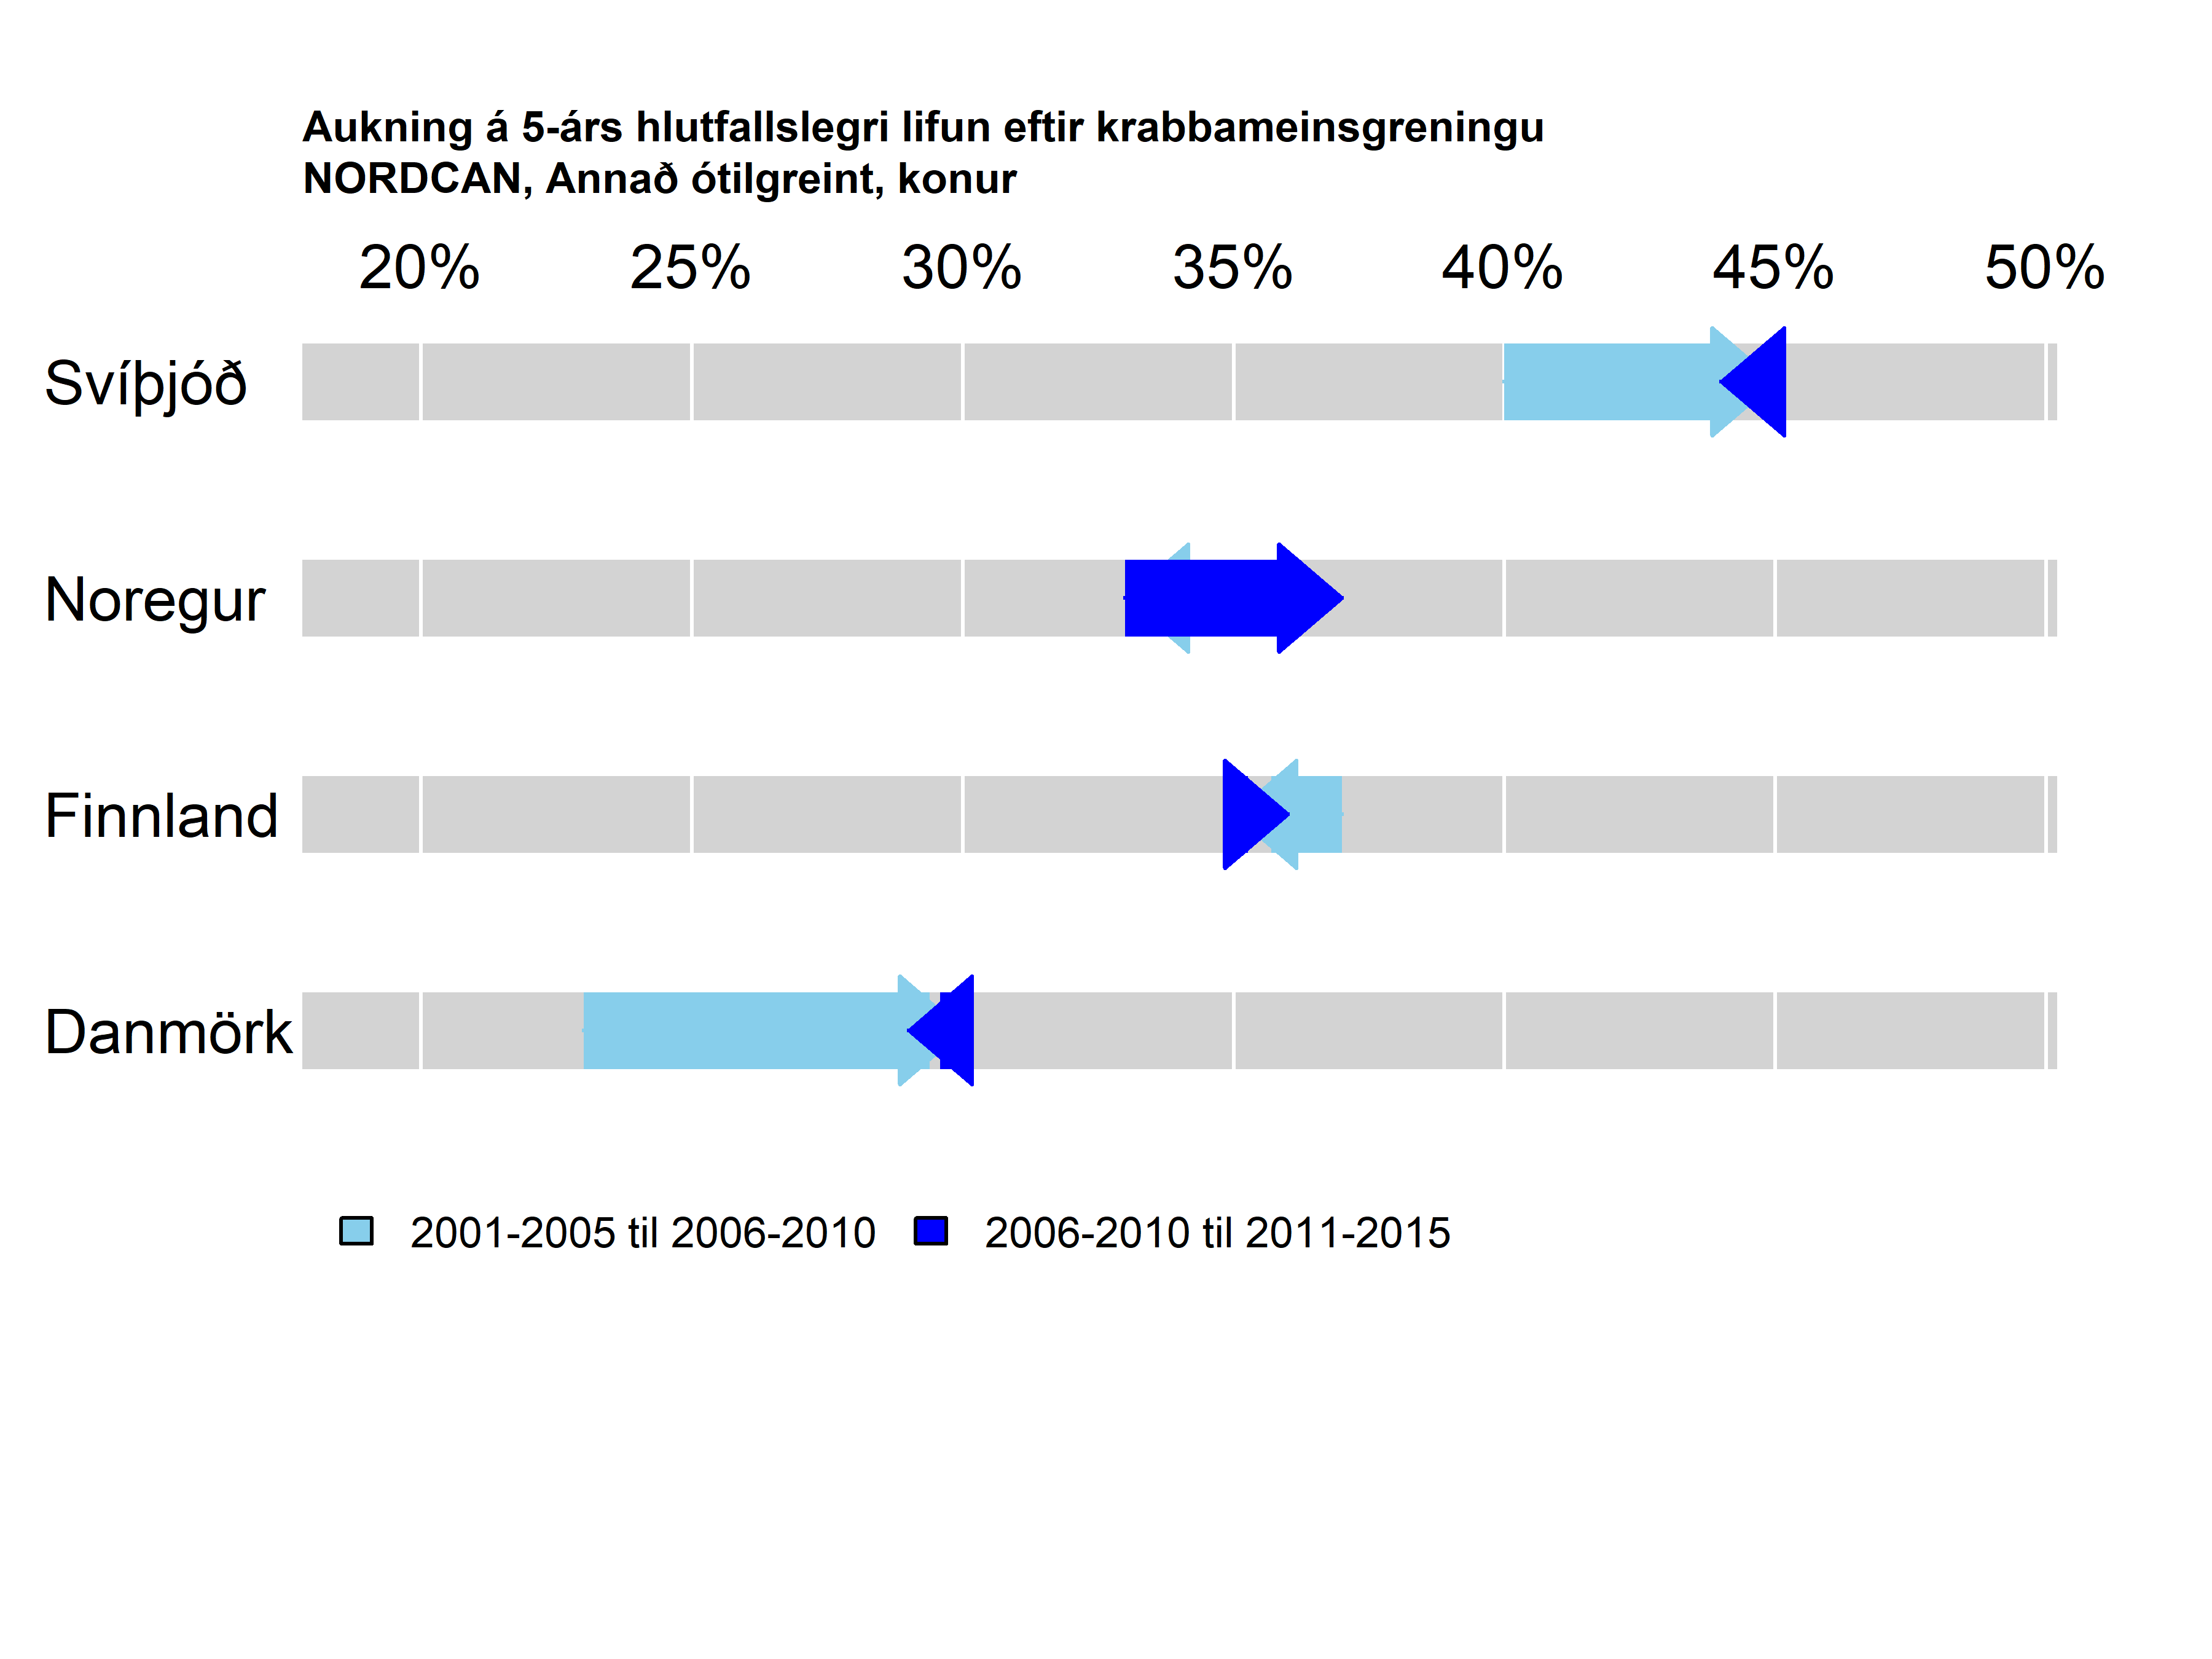 Aukning á 5-árs hlutfallslegri lifun eftir krabbameinsgreningu
NORDCAN, Annað ótilgreint, konur
20% 25% 30% 35% 40% 45% 50%
Svíþjóð
Noregur
Finnland
Danmörk
2001-2005 til 2006-2010 2006-2010 til 2011-2015